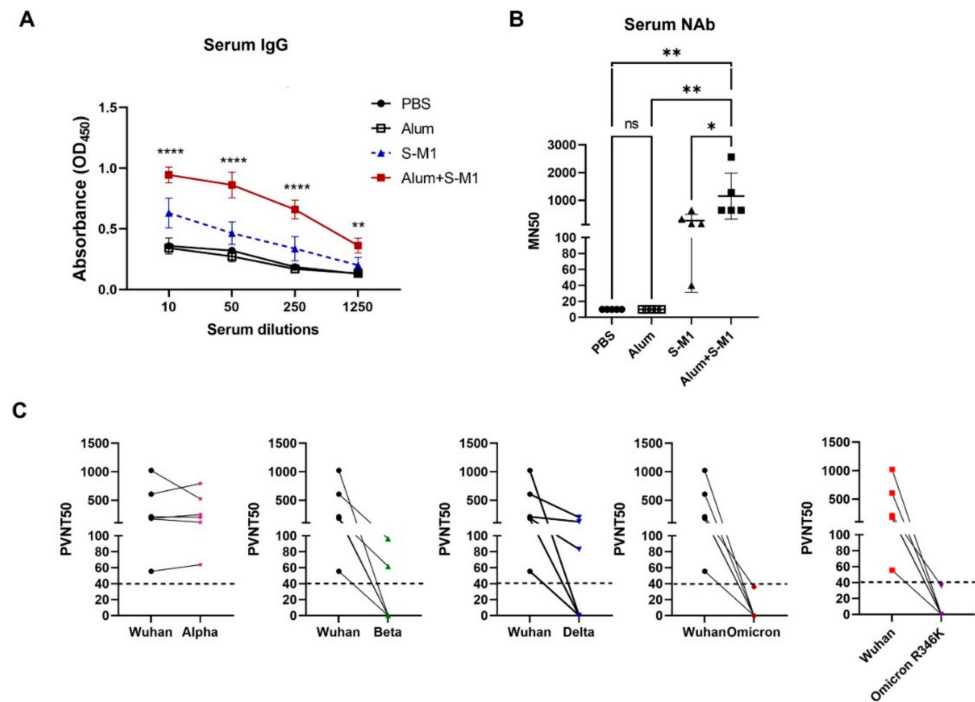 A
Serum IgG
Absorbance (OD450)
1.5
1.0
0.5
0.0
****
****
****
**
10 50 250 1250
Serum dilutions
PBS
Alum
S-M1
Alum+S-M1
B
Serum NAb
**
**
ns
*
MN50
3000
2000
1000
100
80
60
40
20
0
PBS
Alum
S-M1
Alum+S-M1
C
PVNT50
1500
1000
500
100
80
60
40
20
0
Wuhan Alpha
PVNT50
1500
1000
500
100
80
60
40
20
0
Wuhan Beta
PVNT50
1500
1000
500
100
80
60
40
20
0
Wuhan Delta
PVNT50
1500
1000
500
100
80
60
40
20
0
Wuhan Omicron
PVNT50
1500
1000
500
100
80
60
40
20
0
Wuhan
Omicron R346K